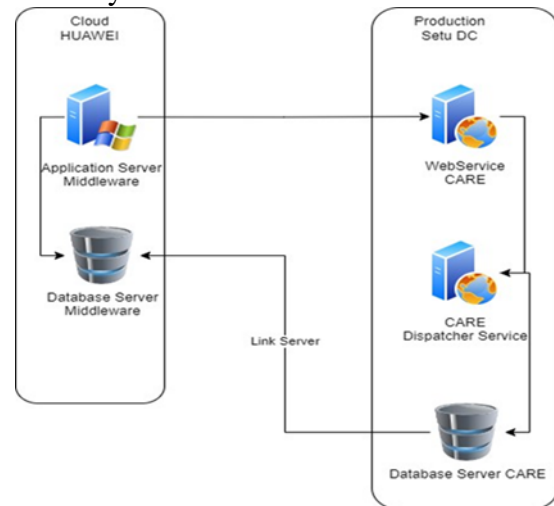 Cloud
HUAWEI
Application Server
Middleware
Database Server
Middleware
Link Server
Production
Setu DC
WebService
CARE
CARE
Dispatcher Service
Database Server CARE